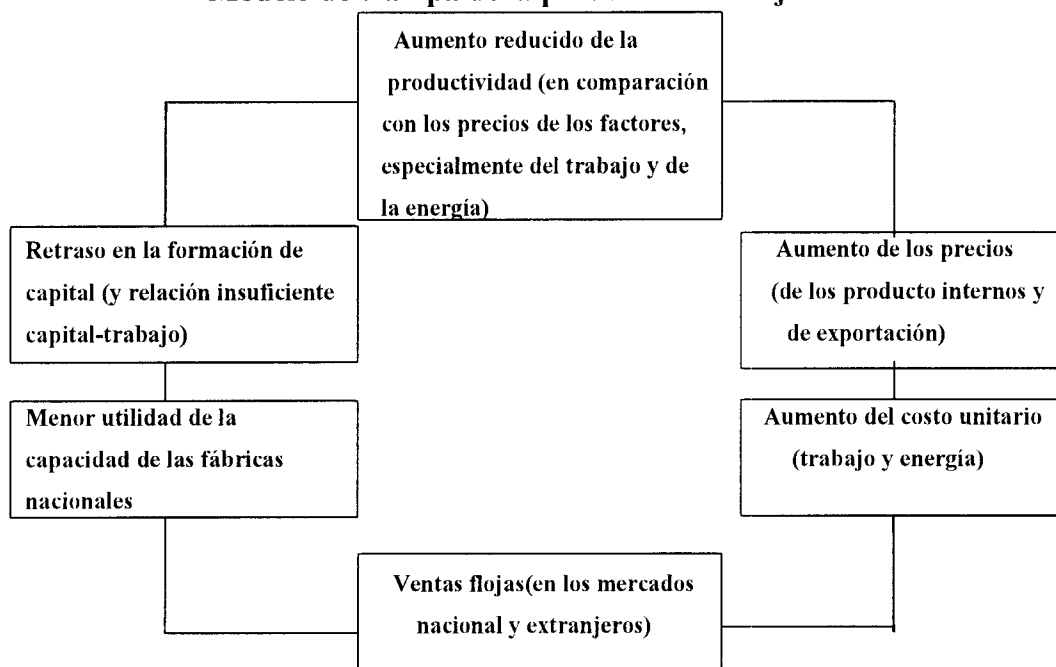 Aumento reducido de la
productividad (en comparación
con los precios de los factores,
especialmente del trabajo y de
la energía)
Retraso en la formación de
capital (y relación insuficiente
capital-trabajo)
Aumento de los precios
(de los producto internos y
de exportación)
Menor utilidad de la
capacidad de las fábricas
nacionales
Aumento del costo unitario
(trabajo y energía)
Ventas flojas(en los mercados
nacional y extranjeros)